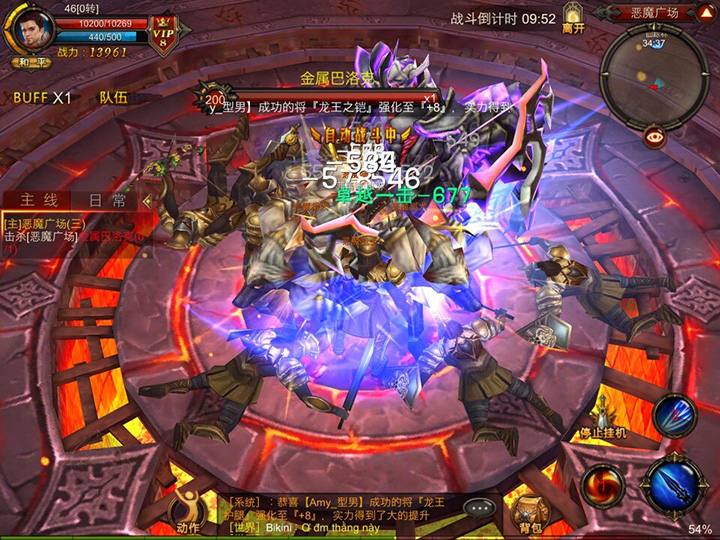 46[0转]
10200/10269
440/500
VIP
8
战力：13961
和平
BUFF X1 队伍
战斗倒计时 09:52
离开
恶魔广场
34:37
金属巴洛克
200
x1
y_型男】成功的将『龙王之铠』强化至『+8』，实力得到
自动战斗中
卓越一击-677
主线 日常
[主]恶魔广场(三)
击杀[恶魔广场]金属巴洛克(0
/1)
停止挂机
动作
[系统]：恭喜【Amy_型男】成功的将『龙王
护腿』强化至『+8』，实力得到了大的提升
[世界] Bikini：Ơ đm thằng này
背包
54%